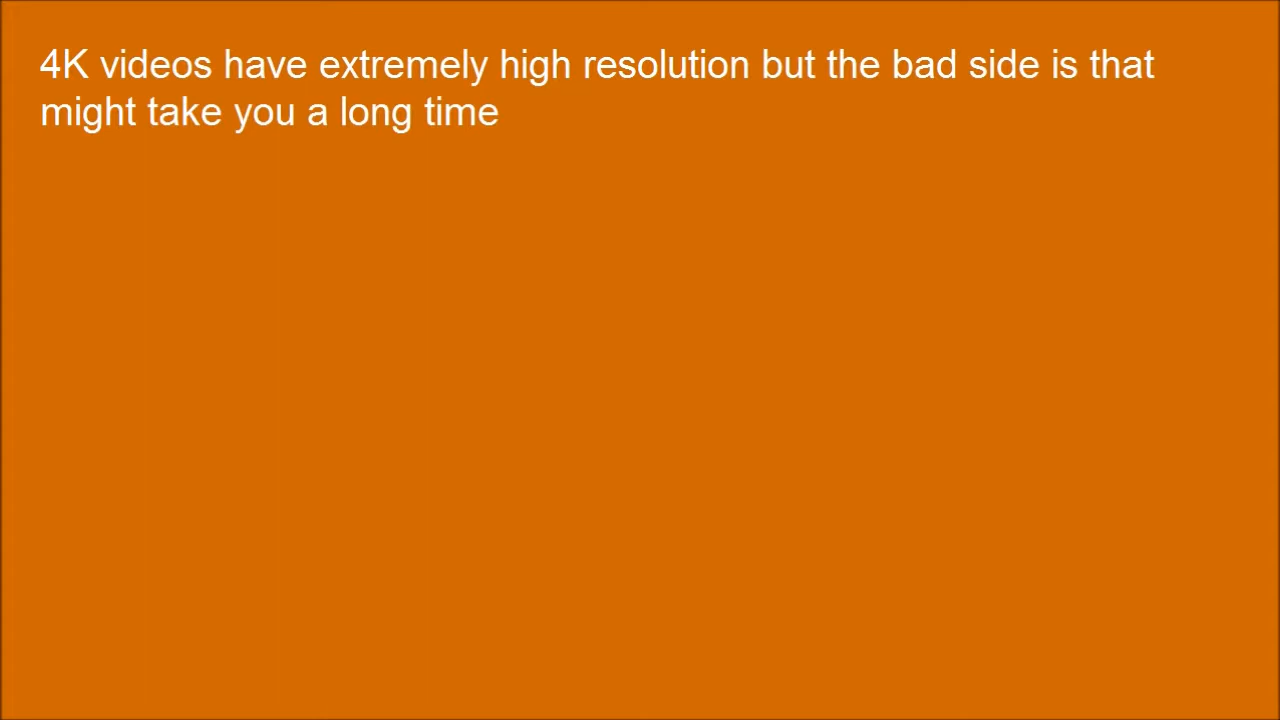 4K videos have extremely high resolution but the bad side is that
might take you a long time